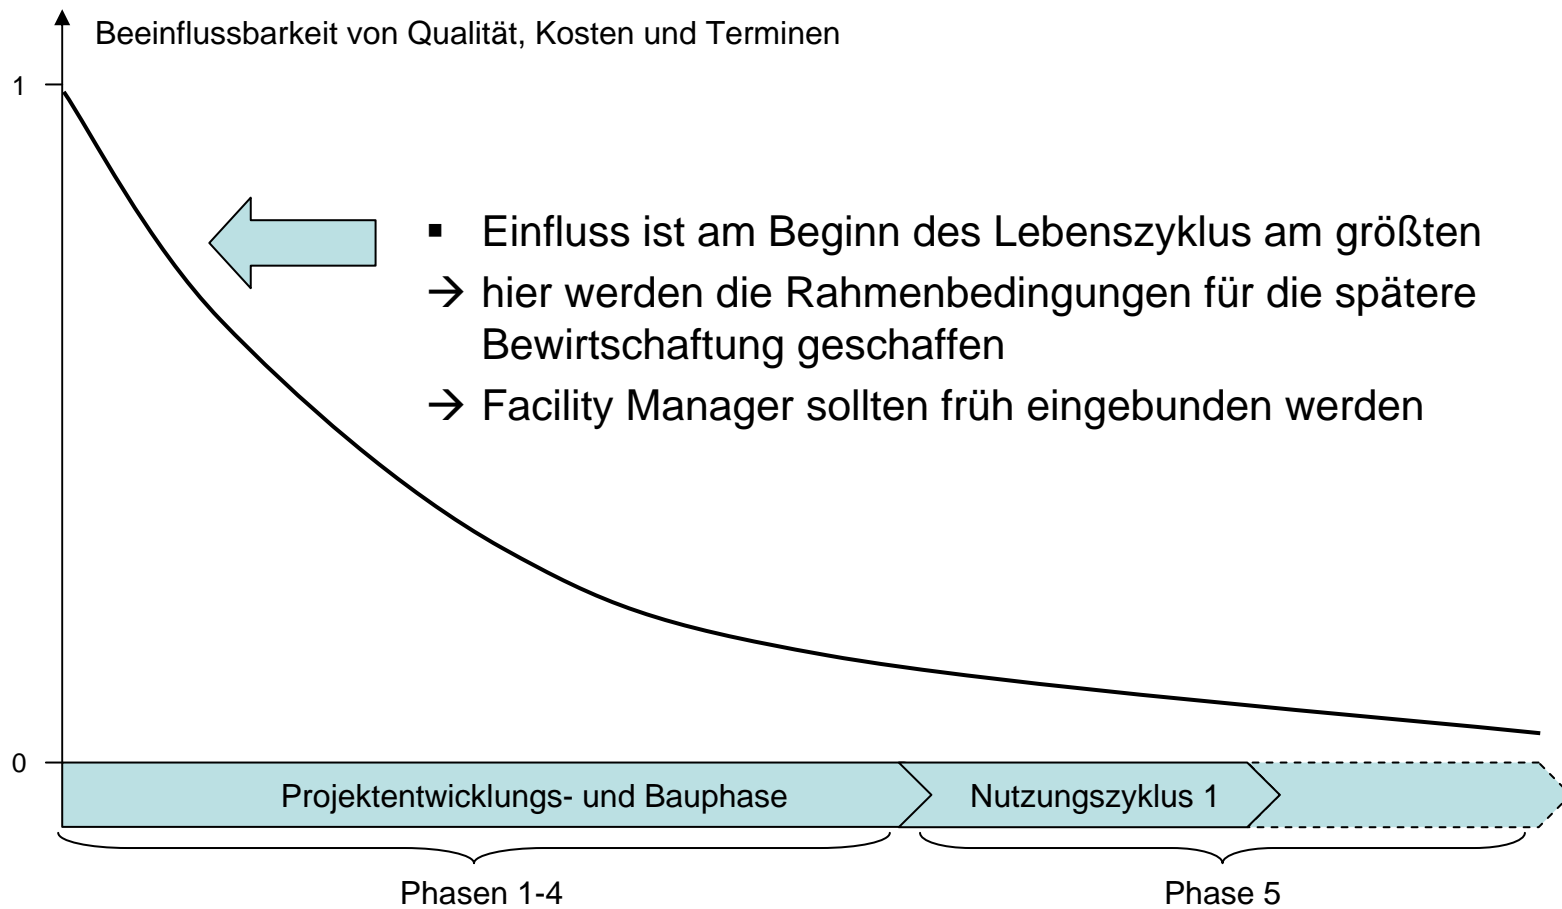 Beeinflussbarkeit von Qualität, Kosten und Terminen
1
▪ Einfluss ist am Beginn des Lebenszyklus am größten
→ hier werden die Rahmenbedingungen für die spätere
Bewirtschaftung geschaffen
→ Facility Manager sollten früh eingebunden werden
0
Projektentwicklungs- und Bauphase
Nutzungszyklus 1
Phasen 1-4
Phase 5